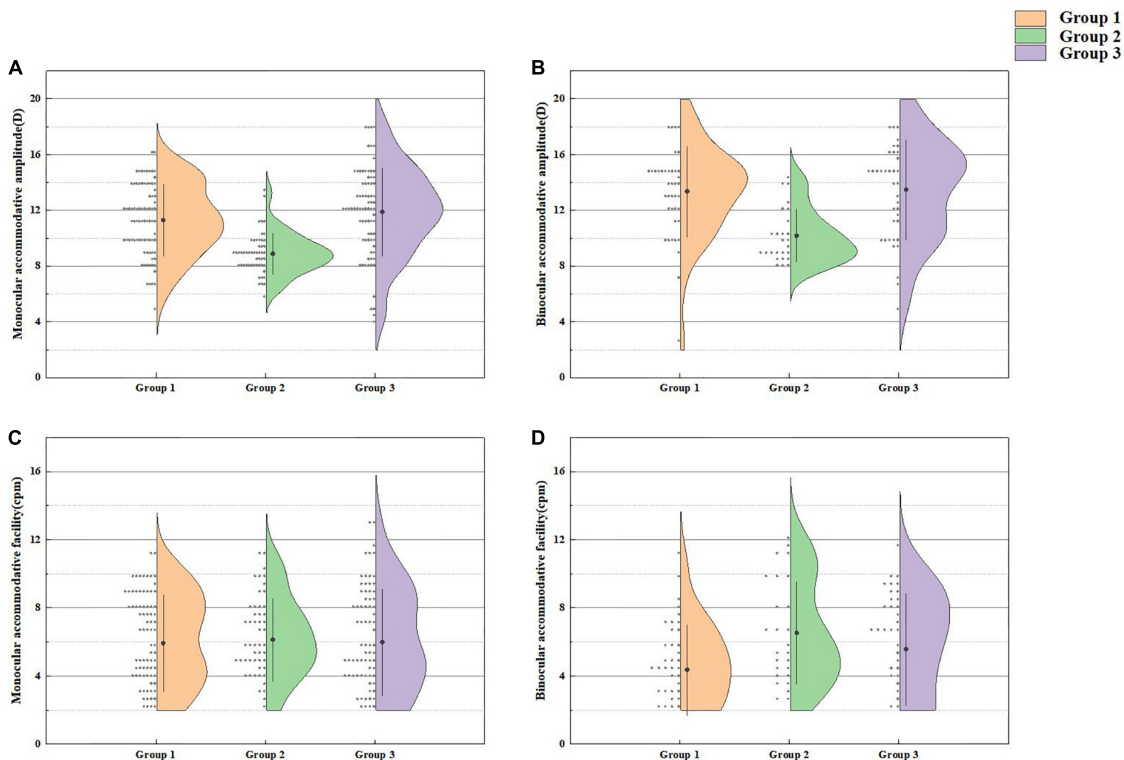 Group 1
Group 2
Group 3
A
Monocular accommodative amplitude(D)
20
16
12
8
4
0
Group 1 Group 2 Group 3
B
Binocular accommodative amplitude(D)
20
16
12
8
4
0
Group 1 Group 2 Group 3
C
Monocular accommodative facility(cpm)
16
12
8
4
0
Group 1 Group 2 Group 3
D
Binocular accommodative facility(cpm)
16
12
8
4
0
Group 1 Group 2 Group 3